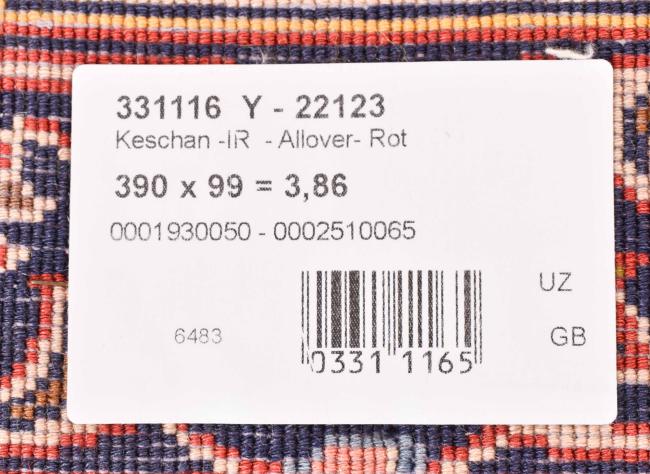 331116 Y - 22123
Keschan -IR - Allover- Rot
390 x 99 = 3,86
0001930050 - 0002510065
UZ
6483
GB
0331 1165